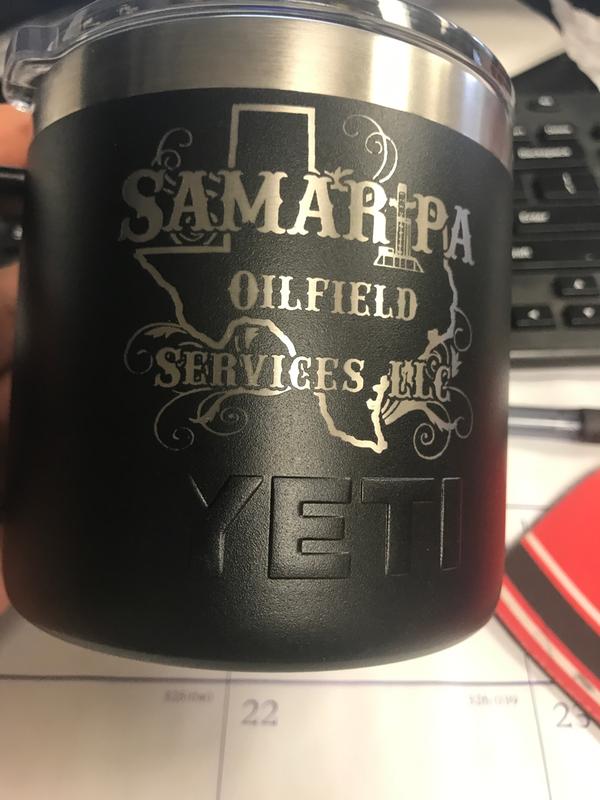 SAMARIPA
OILFIELD
SERVICES, LLC
YETI
22
23